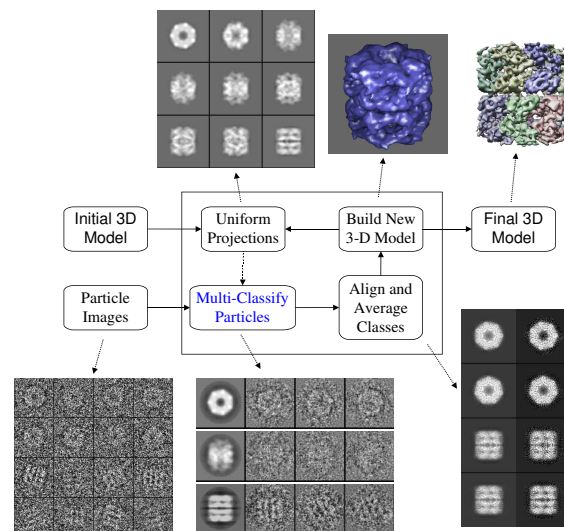 Initial 3D
Model
Uniform
Projections
Build New
3-D Model
Final 3D
Model
Particle
Images
Multi-Classify
Particles
Align and
Average
Classes